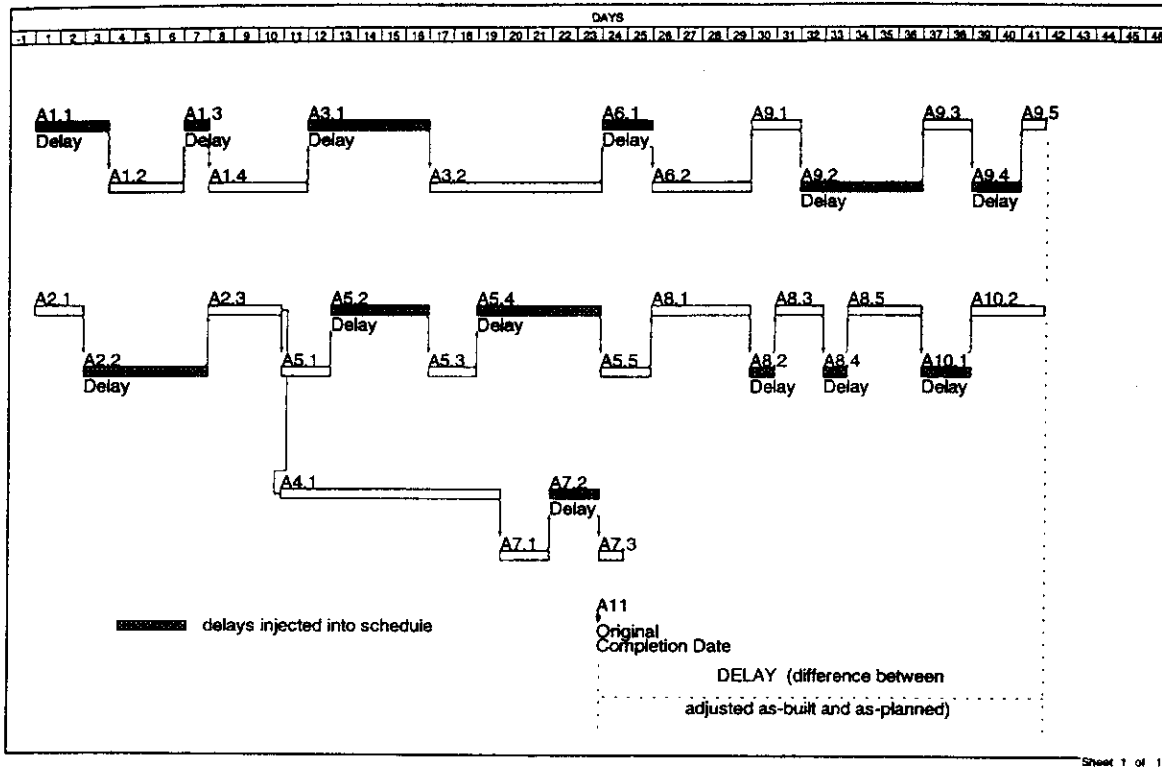 DAYS
-1 1 2 3 4 5 6 7 8 9 10 11 12 13 14 15 16 17 18 19 20 21 22 23 24 25 26 27 28 29 30 31 32 33 34 35 36 37 38 39 40 41 42 43 44 45 46
A1.1 A1.3 A3.1 A6.1 A9.1 A9.3 A9.5
Delay Delay Delay Delay
A1.2 A1.4 A3.2 A6.2 A9.2 A9.4
Delay Delay
A2.1 A2.3 A5.2 A5.4 A8.1 A8.3 A8.5 A10.2
Delay Delay
A2.2 A5.1 A5.3 A5.5 A8.2 A8.4 A10.1
Delay Delay Delay Delay
A4.1 A7.2
Delay
A7.1 A7.3
A11
delays injected into schedule
Original
Completion Date
DELAY (difference between
adjusted as-built and as-planned)
Sheet 1 of 1